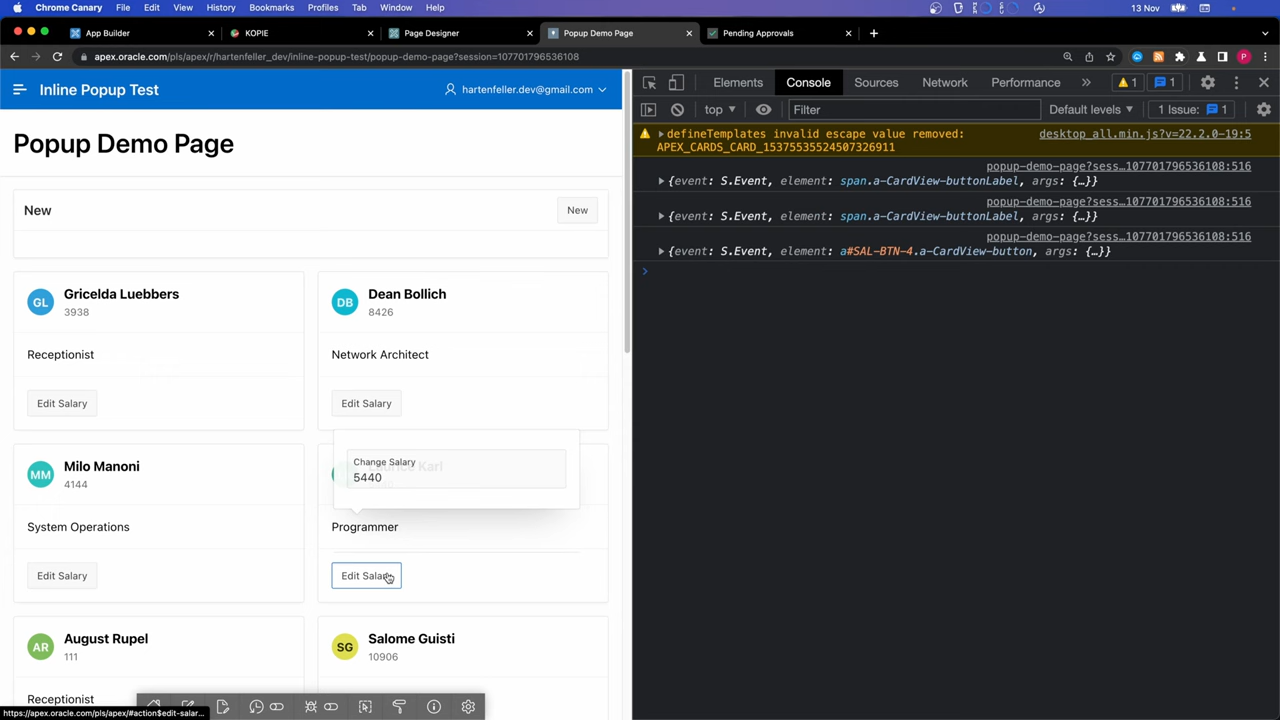 Chrome Canary File Edit View History Bookmarks Profiles Tab Window Help 13 Nov
App Builder KOPIE Page Designer Popup Demo Page Pending Approvals
apex.oracle.com/pls/apex/r/hartenfeller_dev/inline-popup-test/popup-demo-page?session=107701796536108
P
Inline Popup Test hartenfeller.dev@gmail.com
Popup Demo Page
New New
GL Gricelda Luebbers
3938
Receptionist
Edit Salary
DB Dean Bollich
8426
Network Architect
Edit Salary
MM Milo Manoni
4144
System Operations
Edit Salary
Karl
Change Salary
5440
Programmer
Edit Salary
AR August Rupel
111
Receptionist
SG Salome Guisti
10906
https://apex.oracle.com/pls/apex/#action$edit-salar...
Elements Console Sources Network Performance » 1 1
top Filter Default levels 1 Issue: 1
defineTemplates invalid escape value removed: desktop_all.min.js?v=22.2.0-19:5
APEX_CARDS_CARD_15375535524507326911
popup-demo-page?sess…107701796536108:516
{event: S.Event, element: span.a-CardView-buttonLabel, args: {…}}
popup-demo-page?sess…107701796536108:516
{event: S.Event, element: span.a-CardView-buttonLabel, args: {…}}
popup-demo-page?sess…107701796536108:516
{event: S.Event, element: a#SAL-BTN-4.a-CardView-button, args: {…}}